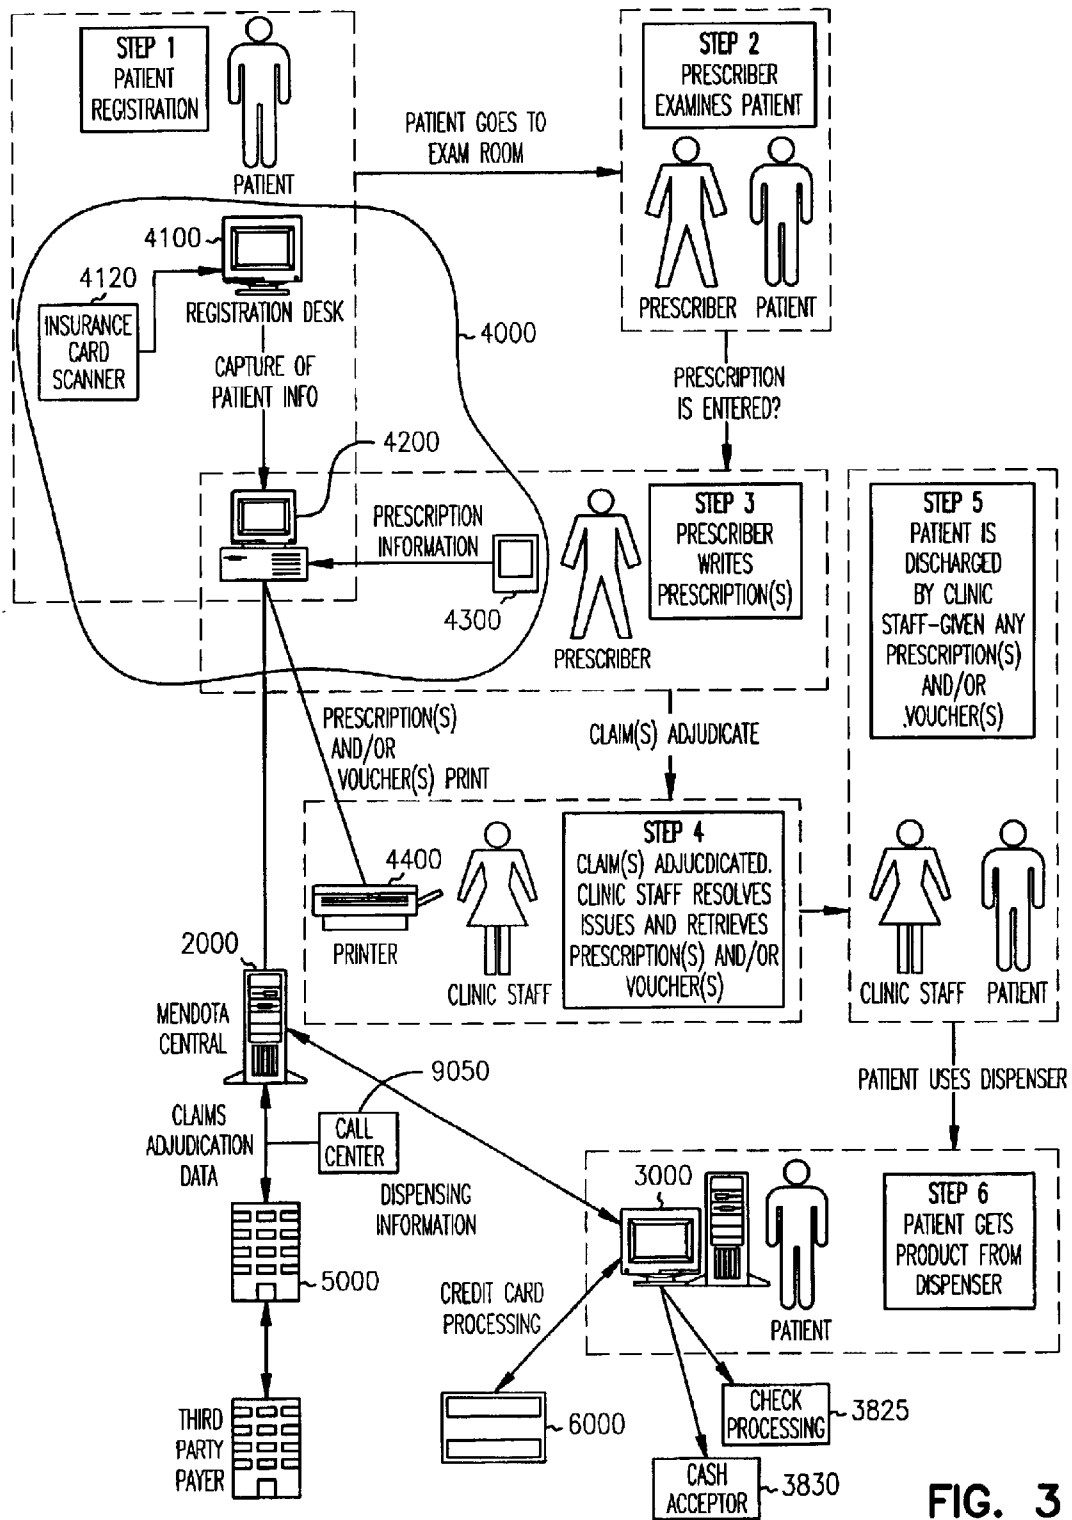 STEP 1
PATIENT
REGISTRATION
PATIENT
STEP 2
PRESCRIBER
EXAMINES PATIENT
PATIENT GOES TO
EXAM ROOM
PRESCRIBER
PATIENT
4100
4120
REGISTRATION DESK
INSURANCE
CARD
SCANNER
4000
CAPTURE OF
PATIENT INFO
PRESCRIPTION
IS ENTERED?
4200
PRESCRIPTION
INFORMATION
4300
PRESCRIBER
STEP 3
PRESCRIBER
WRITES
PRESCRIPTION(S)
STEP 5
PATIENT IS
DISCHARGED
BY CLINIC
STAFF-GIVEN ANY
PRESCRIPTION(S)
AND/OR
VOUCHER(S)
PRESCRIPTION(S)
AND/OR
VOUCHER(S) PRINT
CLAIM(S) ADJUDICATE
4400
PRINTER
CLINIC STAFF
STEP 4
CLAIM(S) ADJUCDICATED.
CLINIC STAFF RESOLVES
ISSUES AND RETRIEVES
PRESCRIPTION(S) AND/OR
VOUCHER(S)
CLINIC STAFF
PATIENT
2000
MENDOTA
CENTRAL
9050
PATIENT USES DISPENSER
CLAIMS
ADJUDICATION
DATA
CALL
CENTER
DISPENSING
INFORMATION
3000
STEP 6
PATIENT GETS
PRODUCT FROM
DISPENSER
5000
CREDIT CARD
PROCESSING
PATIENT
THIRD
PARTY
PAYER
6000
CHECK
PROCESSING
3825
CASH
ACCEPTOR
3830
FIG. 3